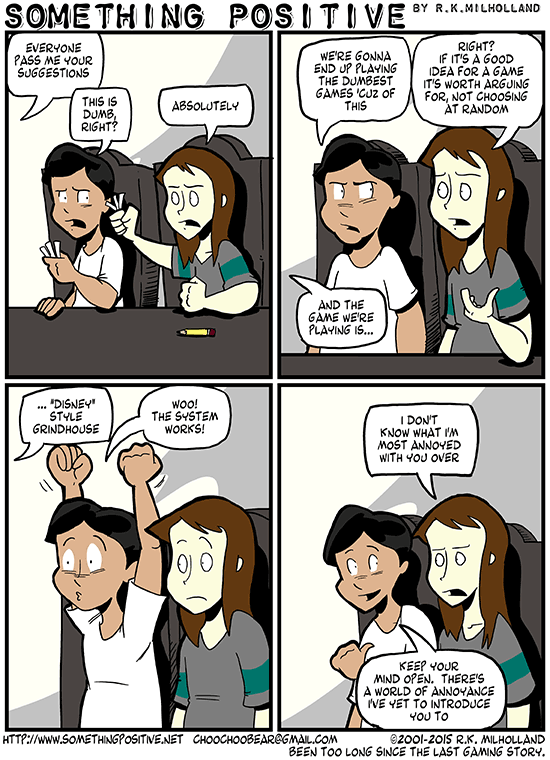 SOMETHING POSITIVE BY R.K.MILHOLLAND
EVERYONE
PASS ME YOUR
SUGGESTIONS
THIS IS
DUMB,
RIGHT?
ABSOLUTELY
WE'RE GONNA
END UP PLAYING
THE DUMBEST
GAMES 'CUZ OF
THIS
RIGHT?
IF IT'S A GOOD
IDEA FOR A GAME
IT'S WORTH ARGUING
FOR, NOT CHOOSING
AT RANDOM
AND THE
GAME WE'RE
PLAYING IS...
... "DISNEY"
STYLE
GRINDHOUSE
WOO!
THE SYSTEM
WORKS!
I DON'T
KNOW WHAT I'M
MOST ANNOYED
WITH YOU OVER
KEEP YOUR
MIND OPEN. THERE'S
A WORLD OF ANNOYANCE
I'VE YET TO INTRODUCE
YOU TO
HTTP://WWW.SOMETHINGPOSITIVE.NET CHOOCHOOBEAR@GMAIL.COM ©2001-2015 R.K. MILHOLLAND
BEEN TOO LONG SINCE THE LAST GAMING STORY.